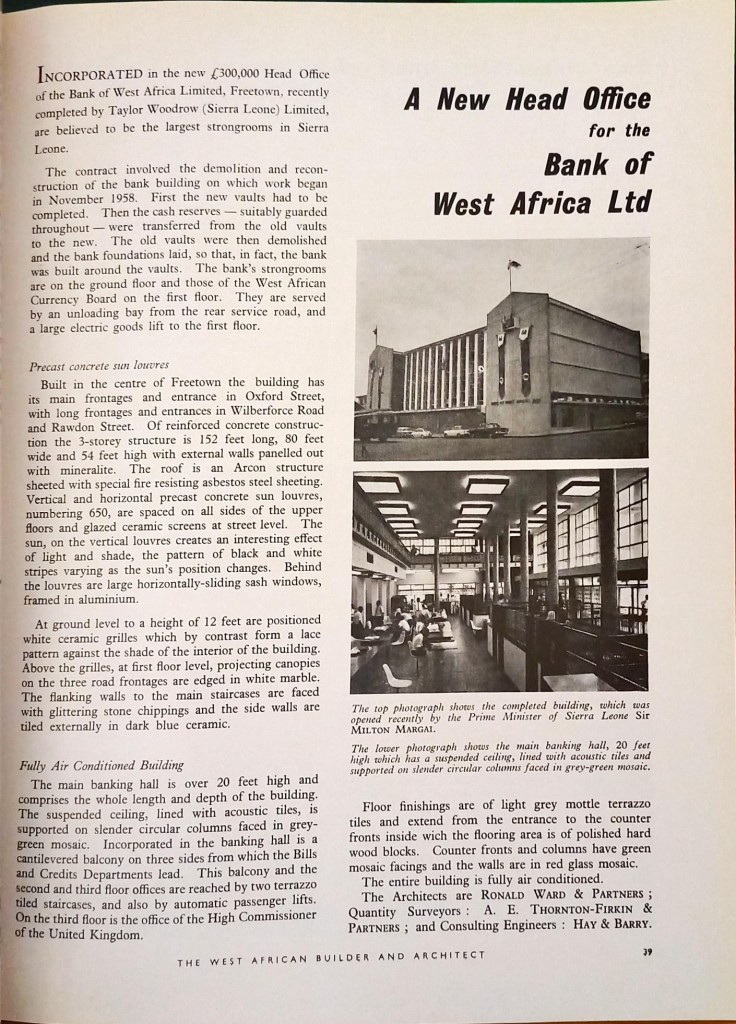 INCORPORATED in the new £300,000 Head Office
of the Bank of West Africa Limited, Freetown, recently
completed by Taylor Woodrow (Sierra Leone) Limited,
are believed to be the largest strongrooms in Sierra
Leone.
The contract involved the demolition and recon-
struction of the bank building on which work began
in November 1958. First the new vaults had to be
completed. Then the cash reserves — suitably guarded
throughout — were transferred from the old vaults
to the new. The old vaults were then demolished
and the bank foundations laid, so that, in fact, the bank
was built around the vaults. The bank's strongrooms
are on the ground floor and those of the West African
Currency Board on the first floor. They are served
by an unloading bay from the rear service road, and
a large electric goods lift to the first floor.
Precast concrete sun louvres
Built in the centre of Freetown the building has
its main frontages and entrance in Oxford Street,
with long frontages and entrances in Wilberforce Road
and Rawdon Street. Of reinforced concrete construc-
tion the 3-storey structure is 152 feet long, 80 feet
wide and 54 feet high with external walls panelled out
with mineralite. The roof is an Arcon structure
sheeted with special fire resisting asbestos steel sheeting.
Vertical and horizontal precast concrete sun louvres,
numbering 650, are spaced on all sides of the upper
floors and glazed ceramic screens at street level. The
sun, on the vertical louvres creates an interesting effect
of light and shade, the pattern of black and white
stripes varying as the sun's position changes. Behind
the louvres are large horizontally-sliding sash windows,
framed in aluminium.
At ground level to a height of 12 feet are positioned
white ceramic grilles which by contrast form a lace
pattern against the shade of the interior of the building.
Above the grilles, at first floor level, projecting canopies
on the three road frontages are edged in white marble.
The flanking walls to the main staircases are faced
with glittering stone chippings and the side walls are
tiled externally in dark blue ceramic.
Fully Air Conditioned Building
The main banking hall is over 20 feet high and
comprises the whole length and depth of the building.
The suspended ceiling, lined with acoustic tiles, is
supported on slender circular columns faced in grey-
green mosaic. Incorporated in the banking hall is a
cantilevered balcony on three sides from which the Bills
and Credits Departments lead. This balcony and the
second and third floor offices are reached by two terrazzo
tiled staircases, and also by automatic passenger lifts.
On the third floor is the office of the High Commissioner
of the United Kingdom.
A New Head Office
for the
Bank of
West Africa Ltd
The top photograph shows the completed building, which was
opened recently by the Prime Minister of Sierra Leone Sir
MILTON MARGAI.
The lower photograph shows the main banking hall, 20 feet
high which has a suspended ceiling, lined with acoustic tiles and
supported on slender circular columns faced in grey-green mosaic.
Floor finishings are of light grey mottle terrazzo
tiles and extend from the entrance to the counter
fronts inside wich the flooring area is of polished hard
wood blocks. Counter fronts and columns have green
mosaic facings and the walls are in red glass mosaic.
The entire building is fully air conditioned.
The Architects are RONALD WARD & PARTNERS ;
Quantity Surveyors : A. E. THORNTON-FIRKIN &
PARTNERS ; and Consulting Engineers : HAY & BARRY.
THE WEST AFRICAN BUILDER AND ARCHITECT
39